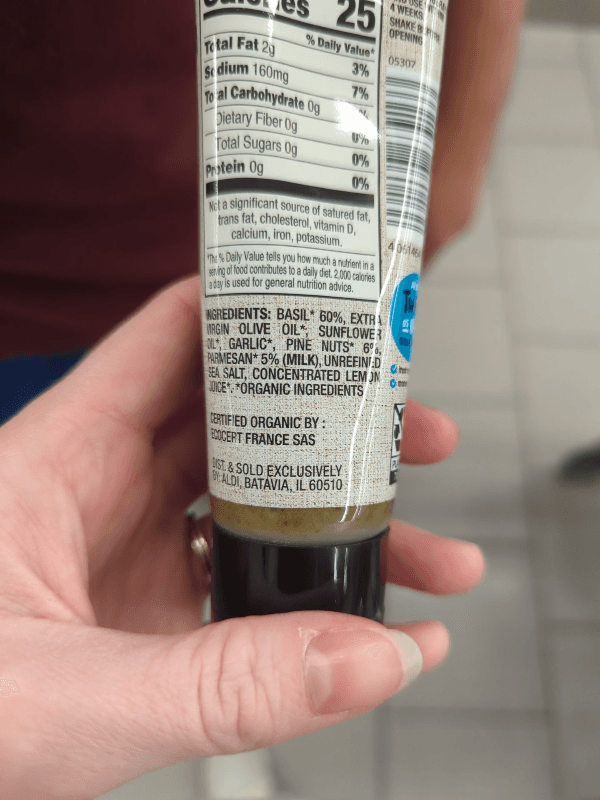 25
4 WEEKS
SHAKE
OPENING
% Daily Value*
Total Fat 2g 3%
Sodium 160mg 7%
Total Carbohydrate 0g
Dietary Fiber 0g 0%
Total Sugars 0g 0%
Protein 0g 0%
05307
Not a significant source of satured fat,
trans fat, cholesterol, vitamin D,
calcium, iron, potassium.
*The % Daily Value tells you how much a nutrient in a
serving of food contributes to a daily diet. 2,000 calories
a day is used for general nutrition advice.
INGREDIENTS: BASIL* 60%, EXTRA
VIRGIN OLIVE OIL*, SUNFLOWER
OIL*, GARLIC*, PINE NUTS* 6%,
PARMESAN* 5% (MILK), UNREFINED
SEA SALT, CONCENTRATED LEMON
JUICE*. *ORGANIC INGREDIENTS
CERTIFIED ORGANIC BY :
ECOCERT FRANCE SAS
DIST. & SOLD EXCLUSIVELY
BY: ALDI, BATAVIA, IL 60510